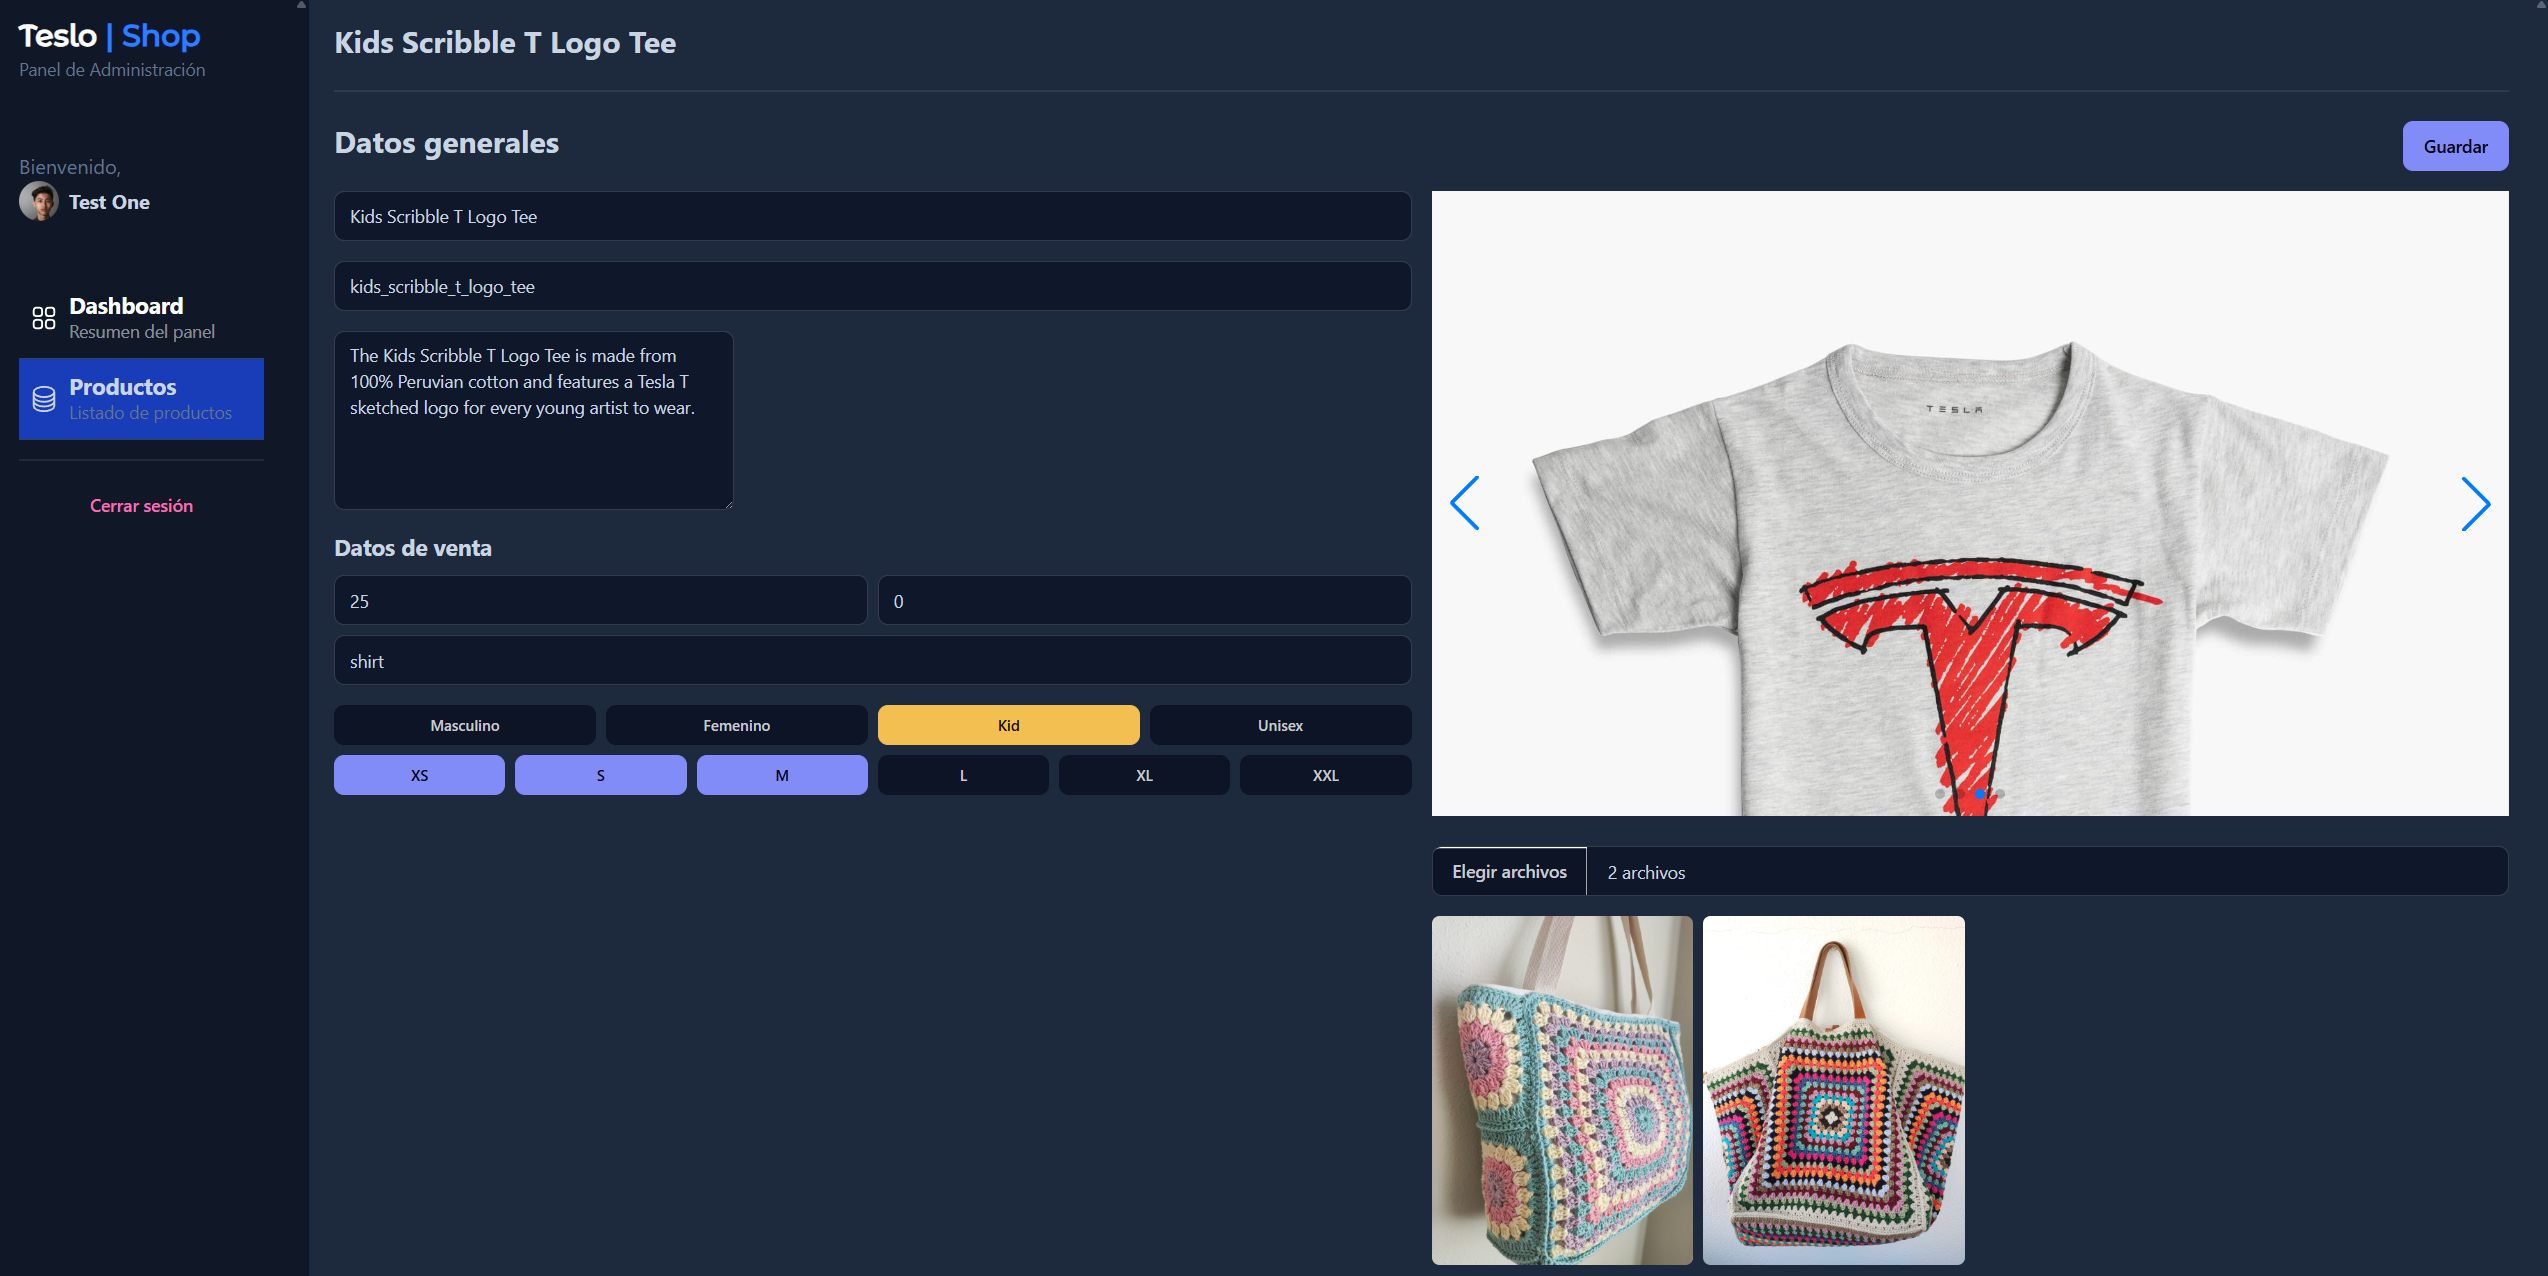 Teslo | Shop
Panel de Administración
Bienvenido,
Test One
Dashboard
Resumen del panel
Productos
Listado de productos
Cerrar sesión
Kids Scribble T Logo Tee
Datos generales
Guardar
Kids Scribble T Logo Tee
kids_scribble_t_logo_tee
The Kids Scribble T Logo Tee is made from
100% Peruvian cotton and features a Tesla T
sketched logo for every young artist to wear.
Datos de venta
25
0
shirt
Masculino
Femenino
Kid
Unisex
XS
S
M
L
XL
XXL
TESLA
Elegir archivos
2 archivos